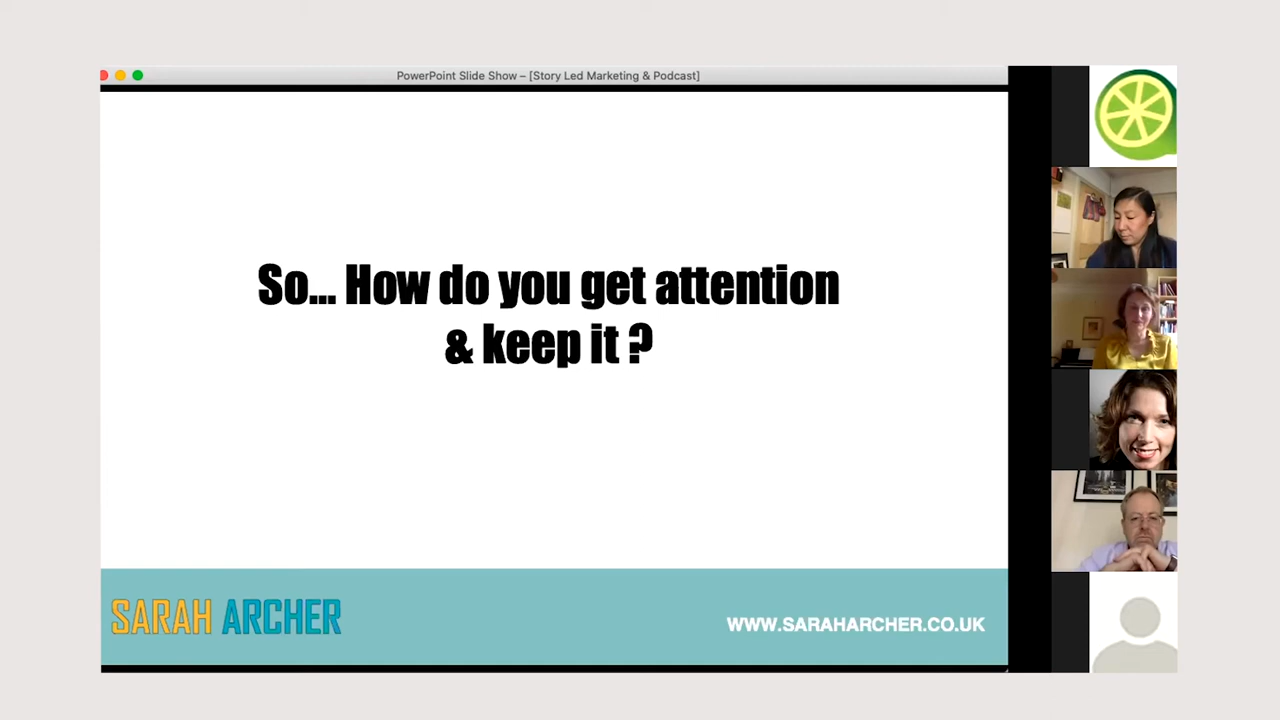 PowerPoint Slide Show – [Story Led Marketing & Podcast]
So... How do you get attention
& keep it ?
SARAH ARCHER
WWW.SARAHARCHER.CO.UK